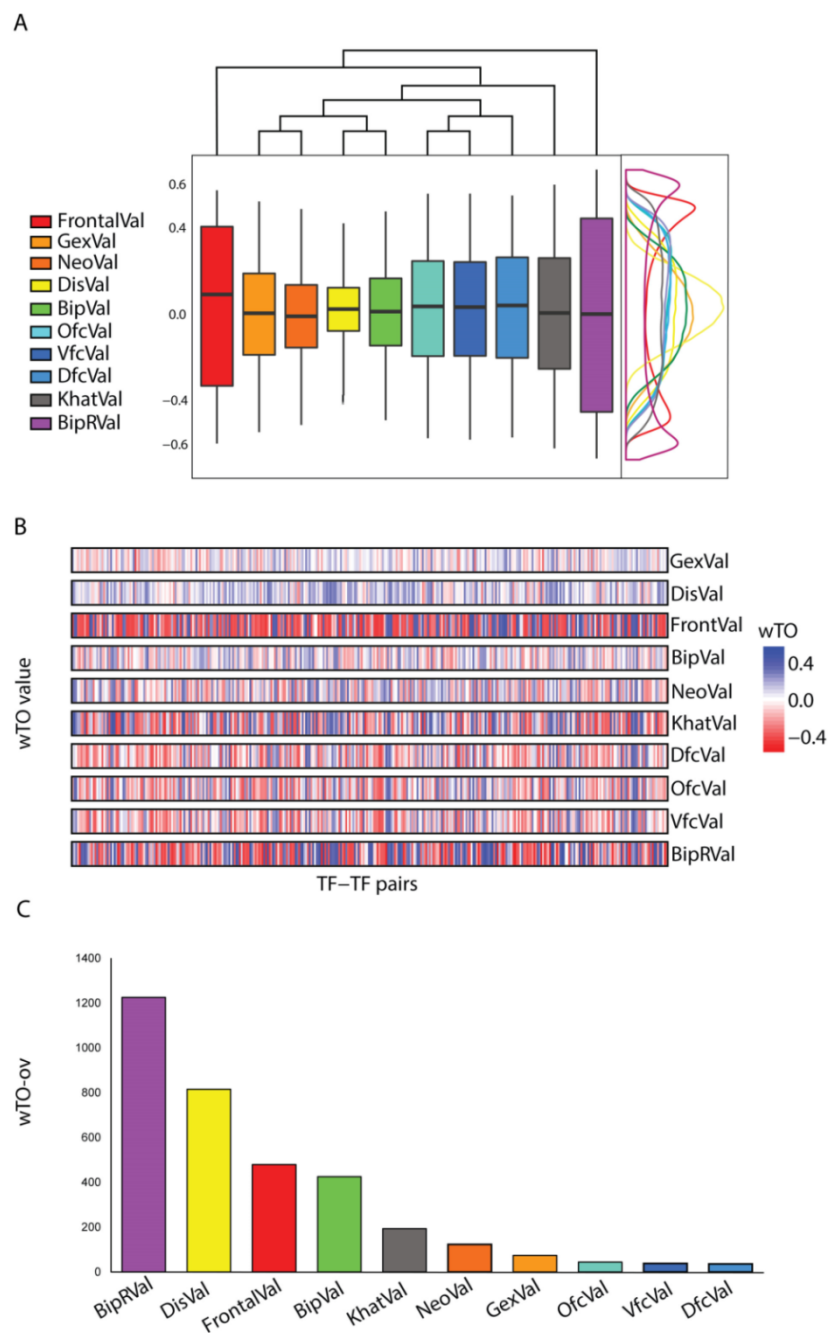 A
0.6
0.4
0.0
−0.4
−0.6
FrontalVal
GexVal
NeoVal
DisVal
BipVal
OfcVal
VfcVal
DfcVal
KhatVal
BipRVal
B
wTO value
GexVal
DisVal
FrontVal
BipVal
NeoVal
KhatVal
DfcVal
OfcVal
VfcVal
BipRVal
TF−TF pairs
wTO
0.4
0.0
−0.4
C
wTO-ov
1400
1200
1000
800
600
400
200
0
BipRVal
DisVal
FrontalVal
BipVal
KhatVal
NeoVal
GexVal
OfcVal
VfcVal
DfcVal